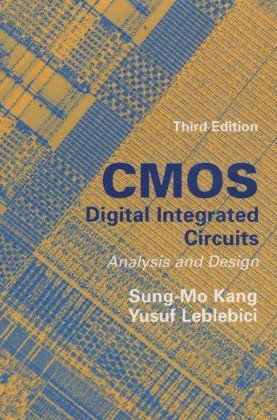 Third Edition
CMOS
Digital Integrated
Circuits
Analysis and Design
Sung-Mo Kang
Yusuf Leblebici